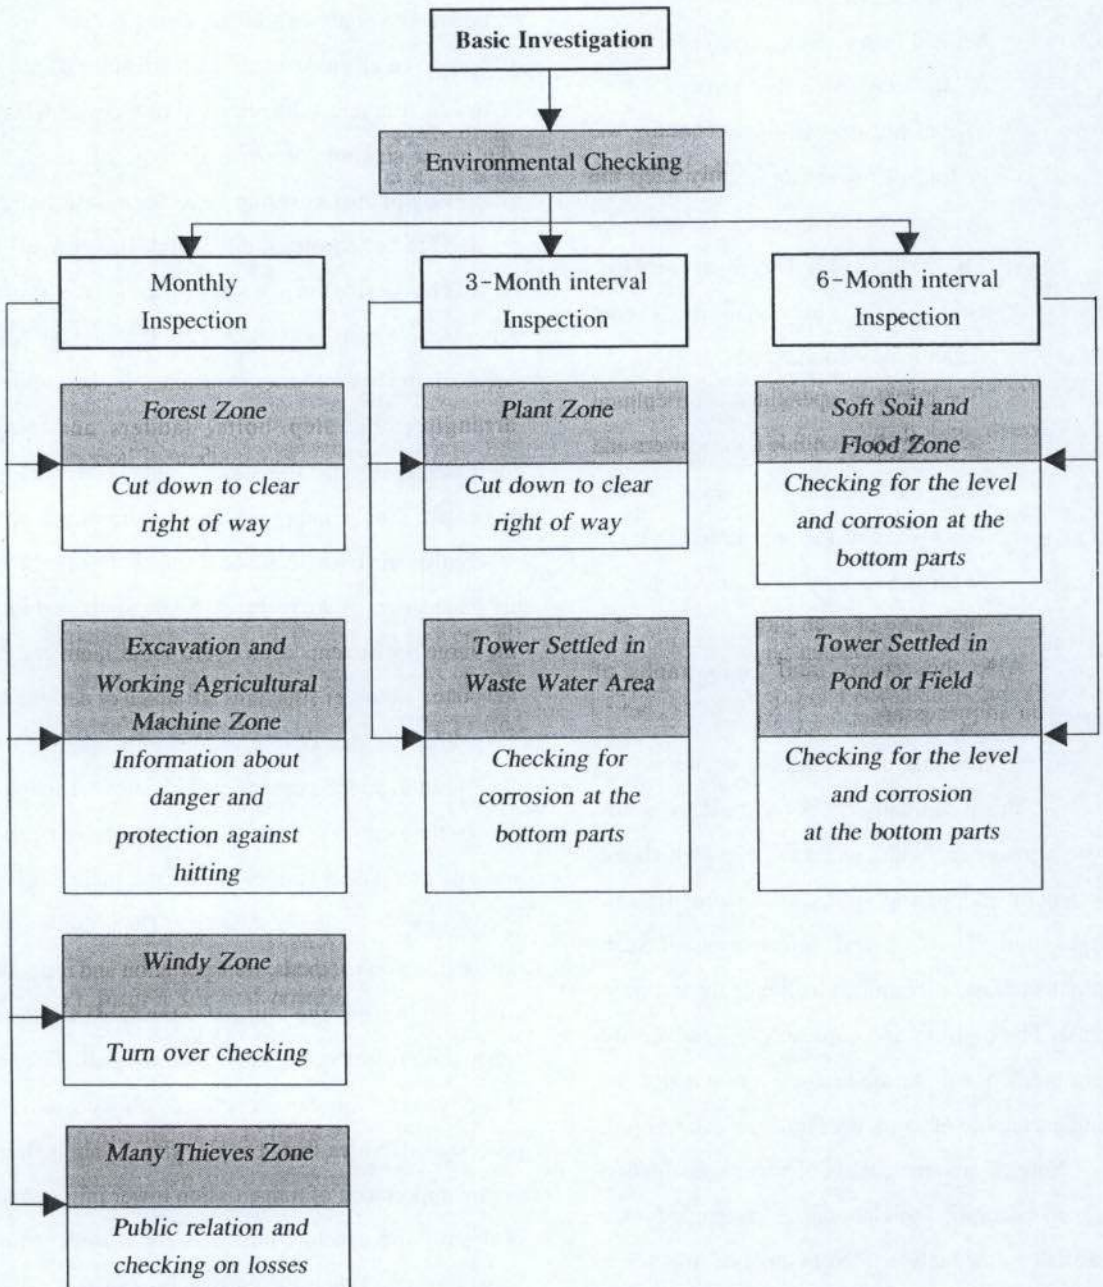 Basic Investigation
Environmental Checking
Monthly
Inspection
3-Month interval
Inspection
6-Month interval
Inspection
Forest Zone
Cut down to clear
right of way
Excavation and
Working Agricultural
Machine Zone
Information about
danger and
protection against
hitting
Windy Zone
Turn over checking
Many Thieves Zone
Public relation and
checking on losses
Plant Zone
Cut down to clear
right of way
Tower Settled in
Waste Water Area
Checking for
corrosion at the
bottom parts
Soft Soil and
Flood Zone
Checking for the level
and corrosion at the
bottom parts
Tower Settled in
Pond or Field
Checking for the level
and corrosion
at the bottom parts